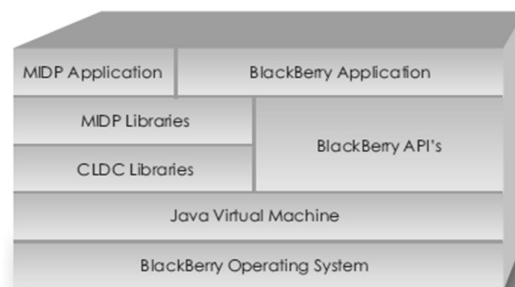 MIDP Application
BlackBerry Application
MIDP Libraries
BlackBerry API's
CLDC Libraries
Java Virtual Machine
BlackBerry Operating System